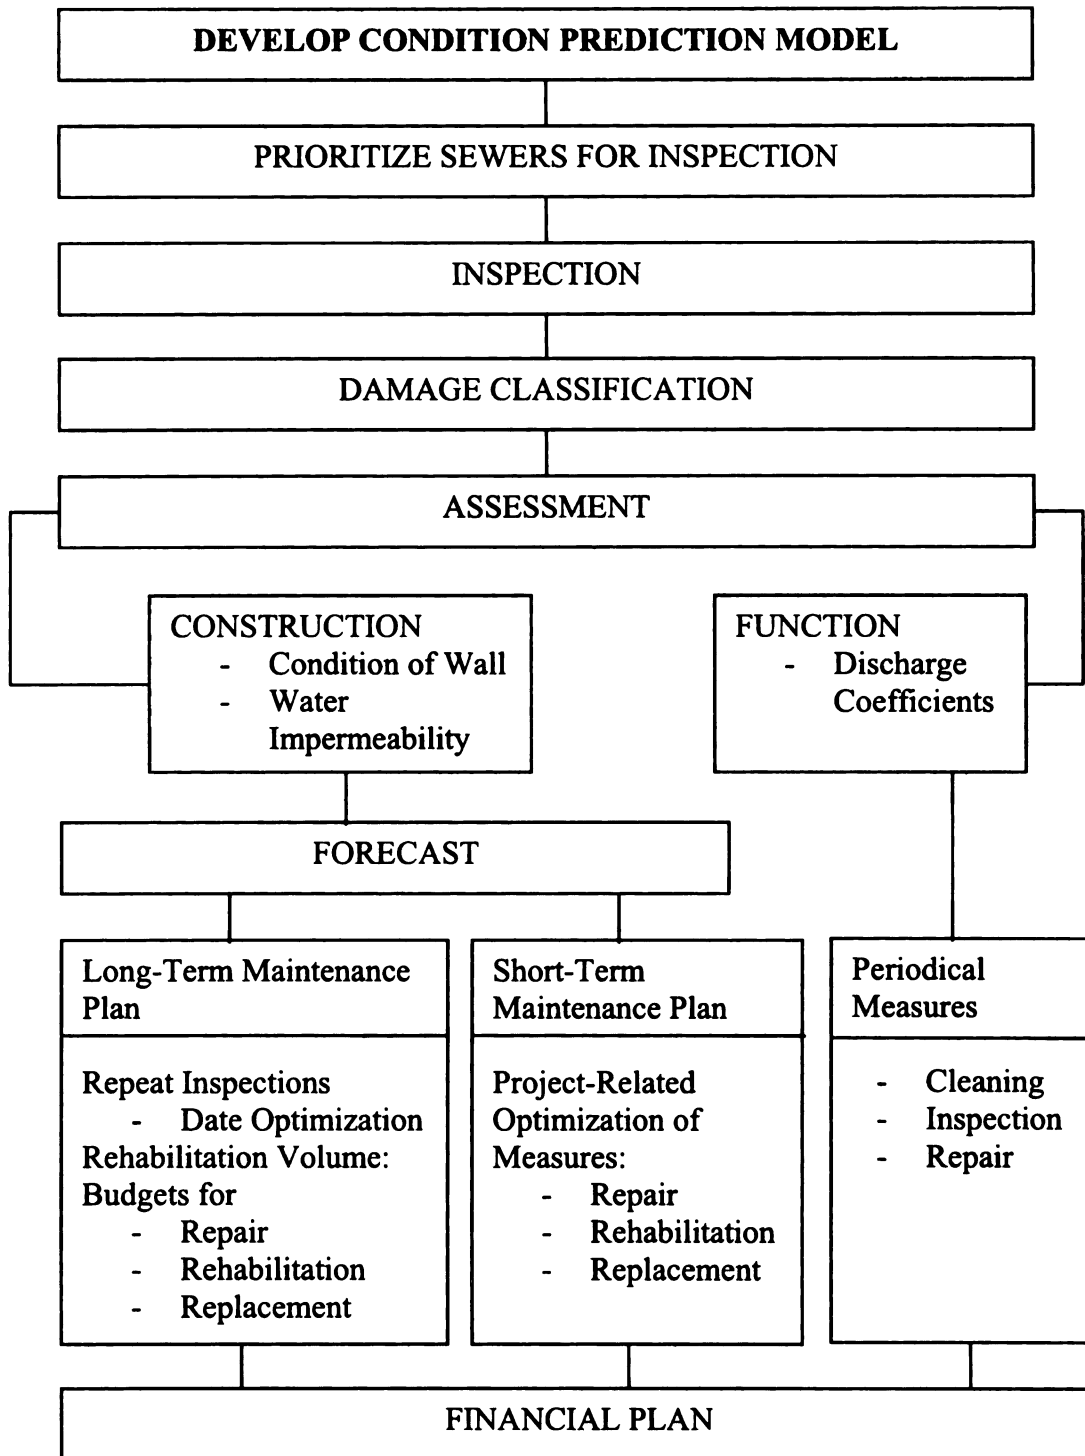 DEVELOP CONDITION PREDICTION MODEL
PRIORITIZE SEWERS FOR INSPECTION
INSPECTION
DAMAGE CLASSIFICATION
ASSESSMENT
CONSTRUCTION
- Condition of Wall
- Water
Impermeability
FUNCTION
- Discharge
Coefficients
FORECAST
Long-Term Maintenance
Plan
Repeat Inspections
- Date Optimization
Rehabilitation Volume:
Budgets for
- Repair
- Rehabilitation
- Replacement
Short-Term
Maintenance Plan
Project-Related
Optimization of
Measures:
- Repair
- Rehabilitation
- Replacement
Periodical
Measures
- Cleaning
- Inspection
- Repair
FINANCIAL PLAN